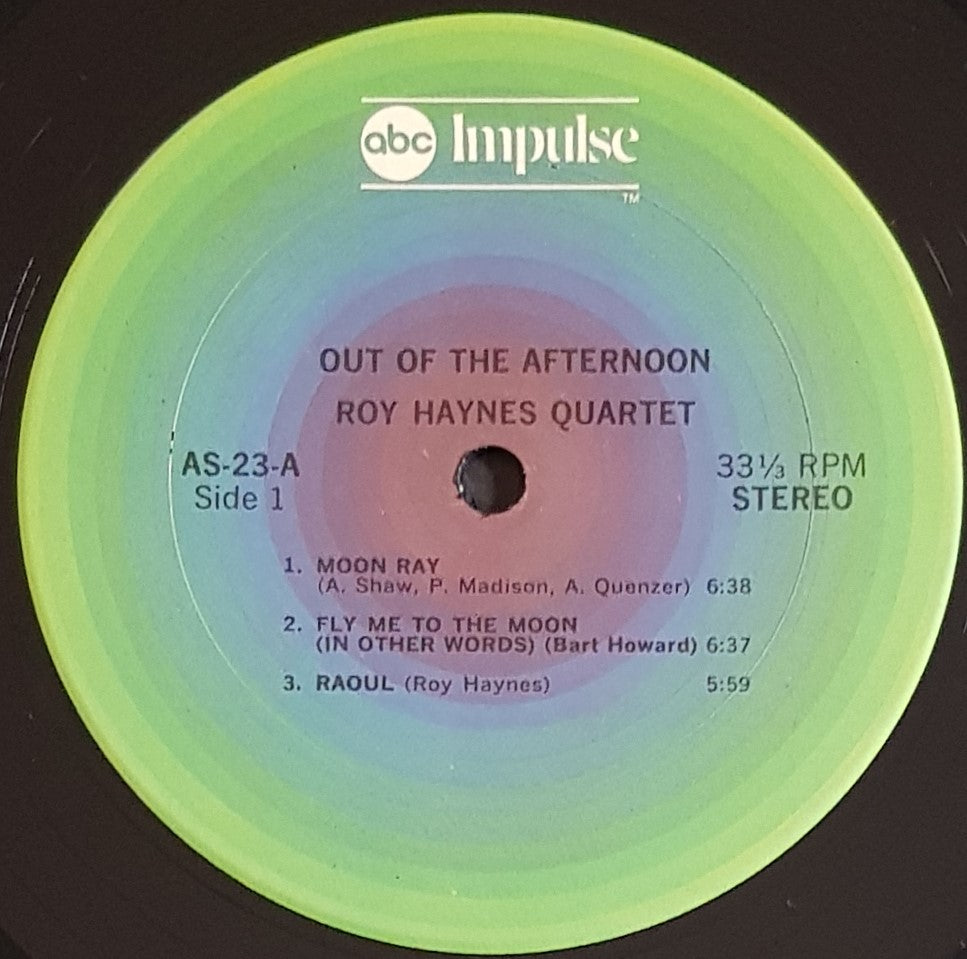 abc Impulse
TM
OUT OF THE AFTERNOON
ROY HAYNES QUARTET
AS-23-A
Side 1
33⅓ RPM
STEREO
1. MOON RAY
(A. Shaw, P. Madison, A. Quenzer) 6:38
2. FLY ME TO THE MOON
(IN OTHER WORDS) (Bart Howard) 6:37
3. RAOUL (Roy Haynes) 5:59